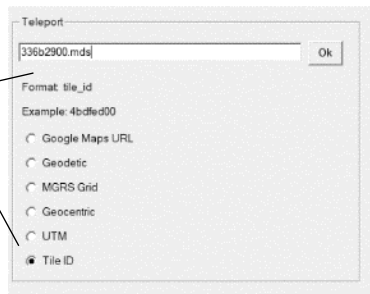 Teleport
336b2900.mds
Ok
Format: tile_id
Example: 4bdfed00
Google Maps URL
Geodetic
MGRS Grid
Geocentric
UTM
Tile ID